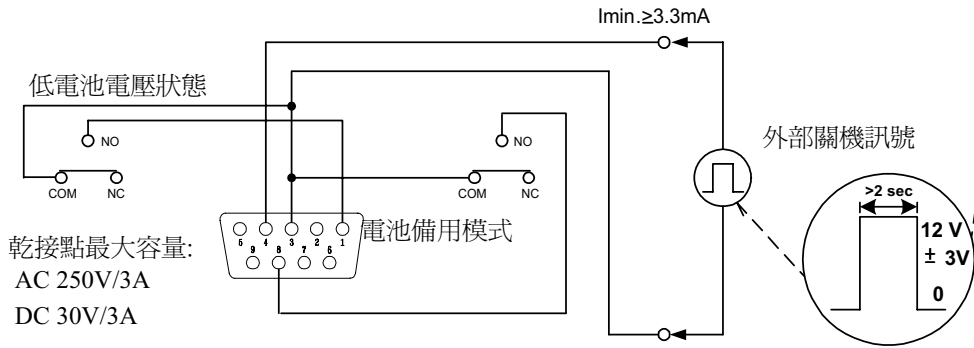 Imin.≥3.3mA
低電池電壓狀態
NO
NO
外部關機訊號
COM
NC
COM
NC
>2 sec
12 V
± 3V
0
5 4 3 2 1
9 8 7 6
電池備用模式
乾接點最大容量:
AC 250V/3A
DC 30V/3A